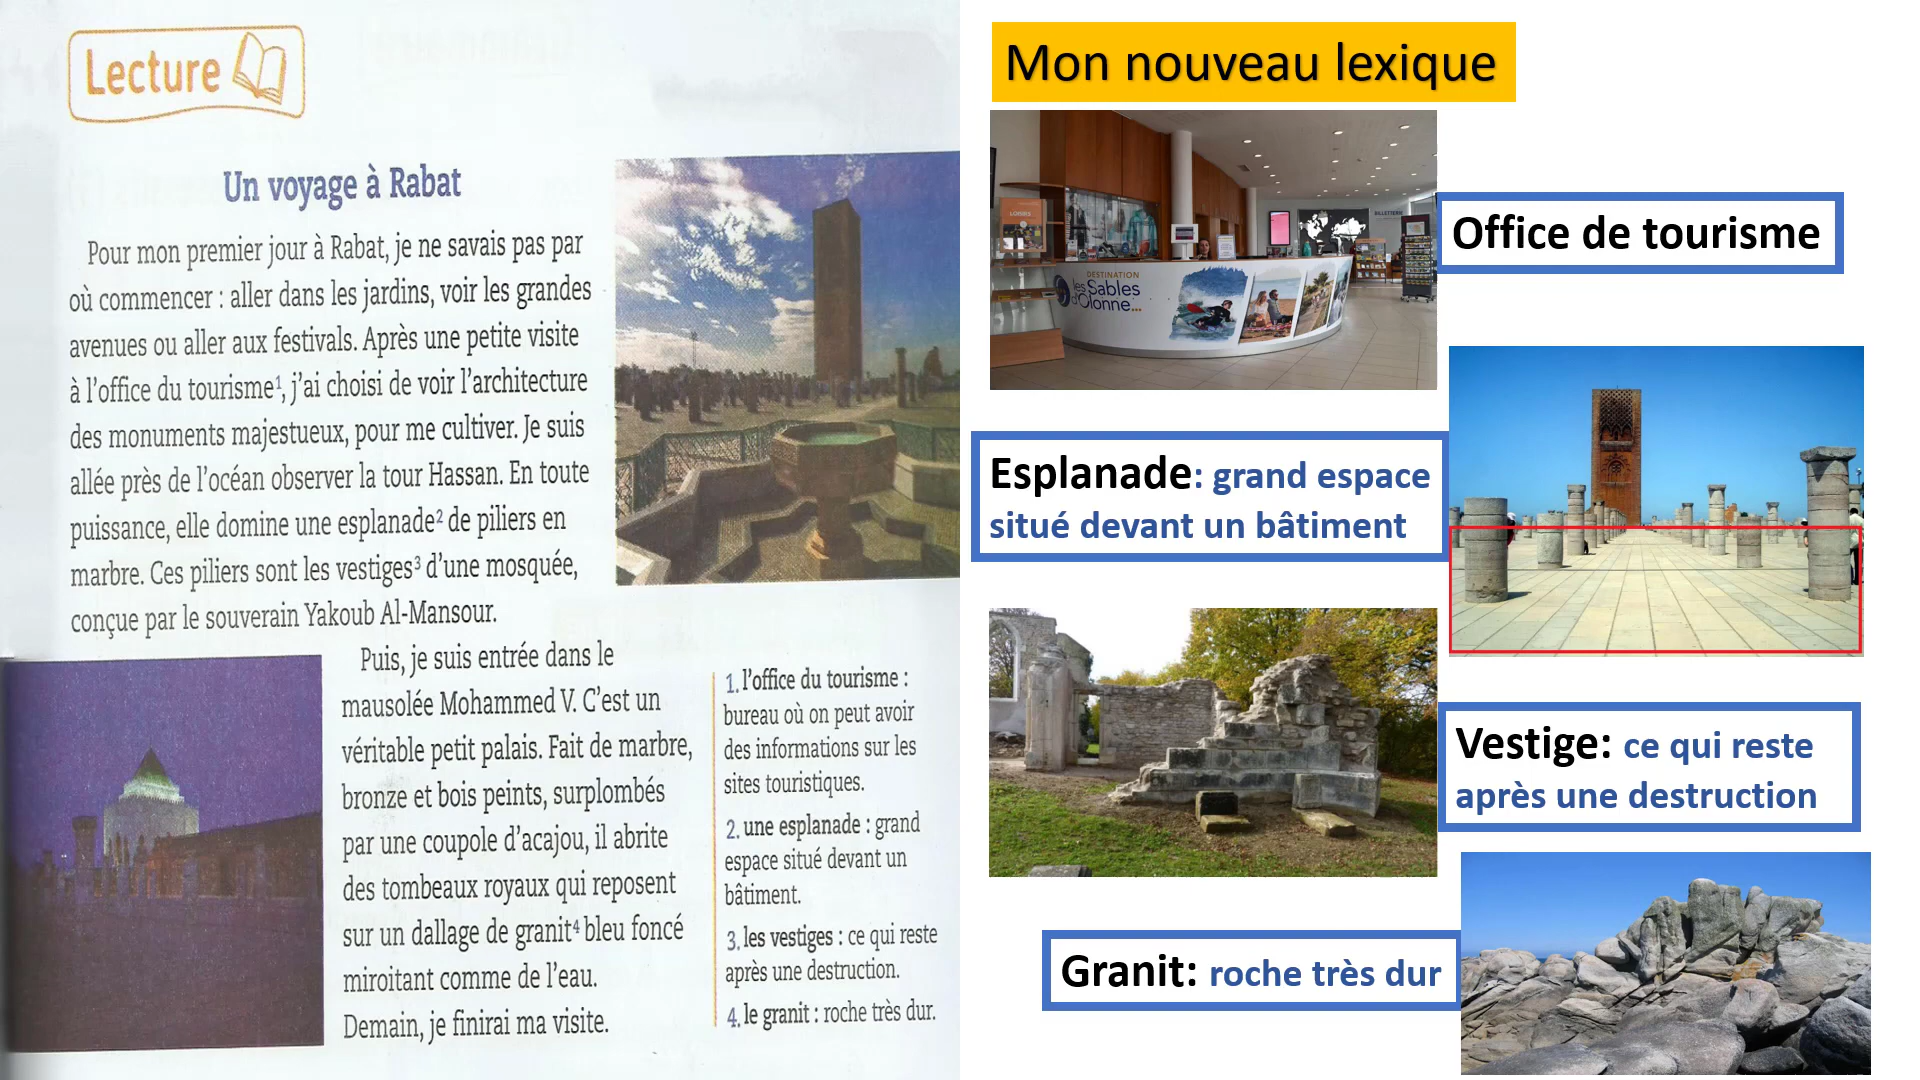 Lecture
Un voyage à Rabat
Pour mon premier jour à Rabat, je ne savais pas par
où commencer : aller dans les jardins, voir les grandes
avenues ou aller aux festivals. Après une petite visite
à l'office du tourisme¹, j'ai choisi de voir l'architecture
des monuments majestueux, pour me cultiver. Je suis
allée près de l'océan observer la tour Hassan. En toute
puissance, elle domine une esplanade² de piliers en
marbre. Ces piliers sont les vestiges³ d'une mosquée,
conçue par le souverain Yakoub Al-Mansour.
Puis, je suis entrée dans le
mausolée Mohammed V. C'est un
véritable petit palais. Fait de marbre,
bronze et bois peints, surplombés
par une coupole d'acajou, il abrite
des tombeaux royaux qui reposent
sur un dallage de granit⁴ bleu foncé
miroitant comme de l'eau.
Demain, je finirai ma visite.
1. l'office du tourisme :
bureau où on peut avoir
des informations sur les
sites touristiques.
2. une esplanade : grand
espace situé devant un
bâtiment.
3. les vestiges : ce qui reste
après une destruction.
4. le granit : roche très dur.
Mon nouveau lexique
LOISIRS
BILLETTERIE
DESTINATION
les Sables
d'Olonne...
Office de tourisme
Esplanade: grand espace
situé devant un bâtiment
Vestige: ce qui reste
après une destruction
Granit: roche très dur